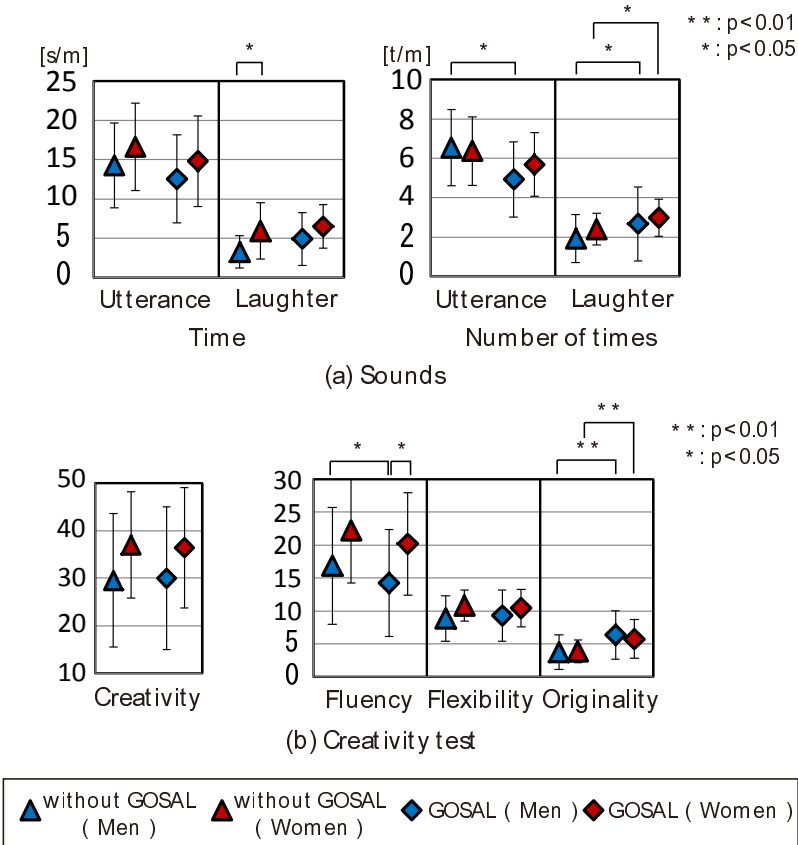 * * : p<0.01
* : p<0.05
[s/m]
*
25
20
15
10
5
0
Utterance
Laughter
Time
[t/m]
*
*
*
10
8
6
4
2
0
Utterance
Laughter
Number of times
(a) Sounds
* * : p<0.01
* : p<0.05
50
40
30
20
10
Creativity
*
*
* *
* *
30
25
20
15
10
5
0
Fluency
Flexibility
Originality
(b) Creativity test
without GOSAL
( Men )
without GOSAL
( Women )
GOSAL ( Men )
GOSAL ( Women )